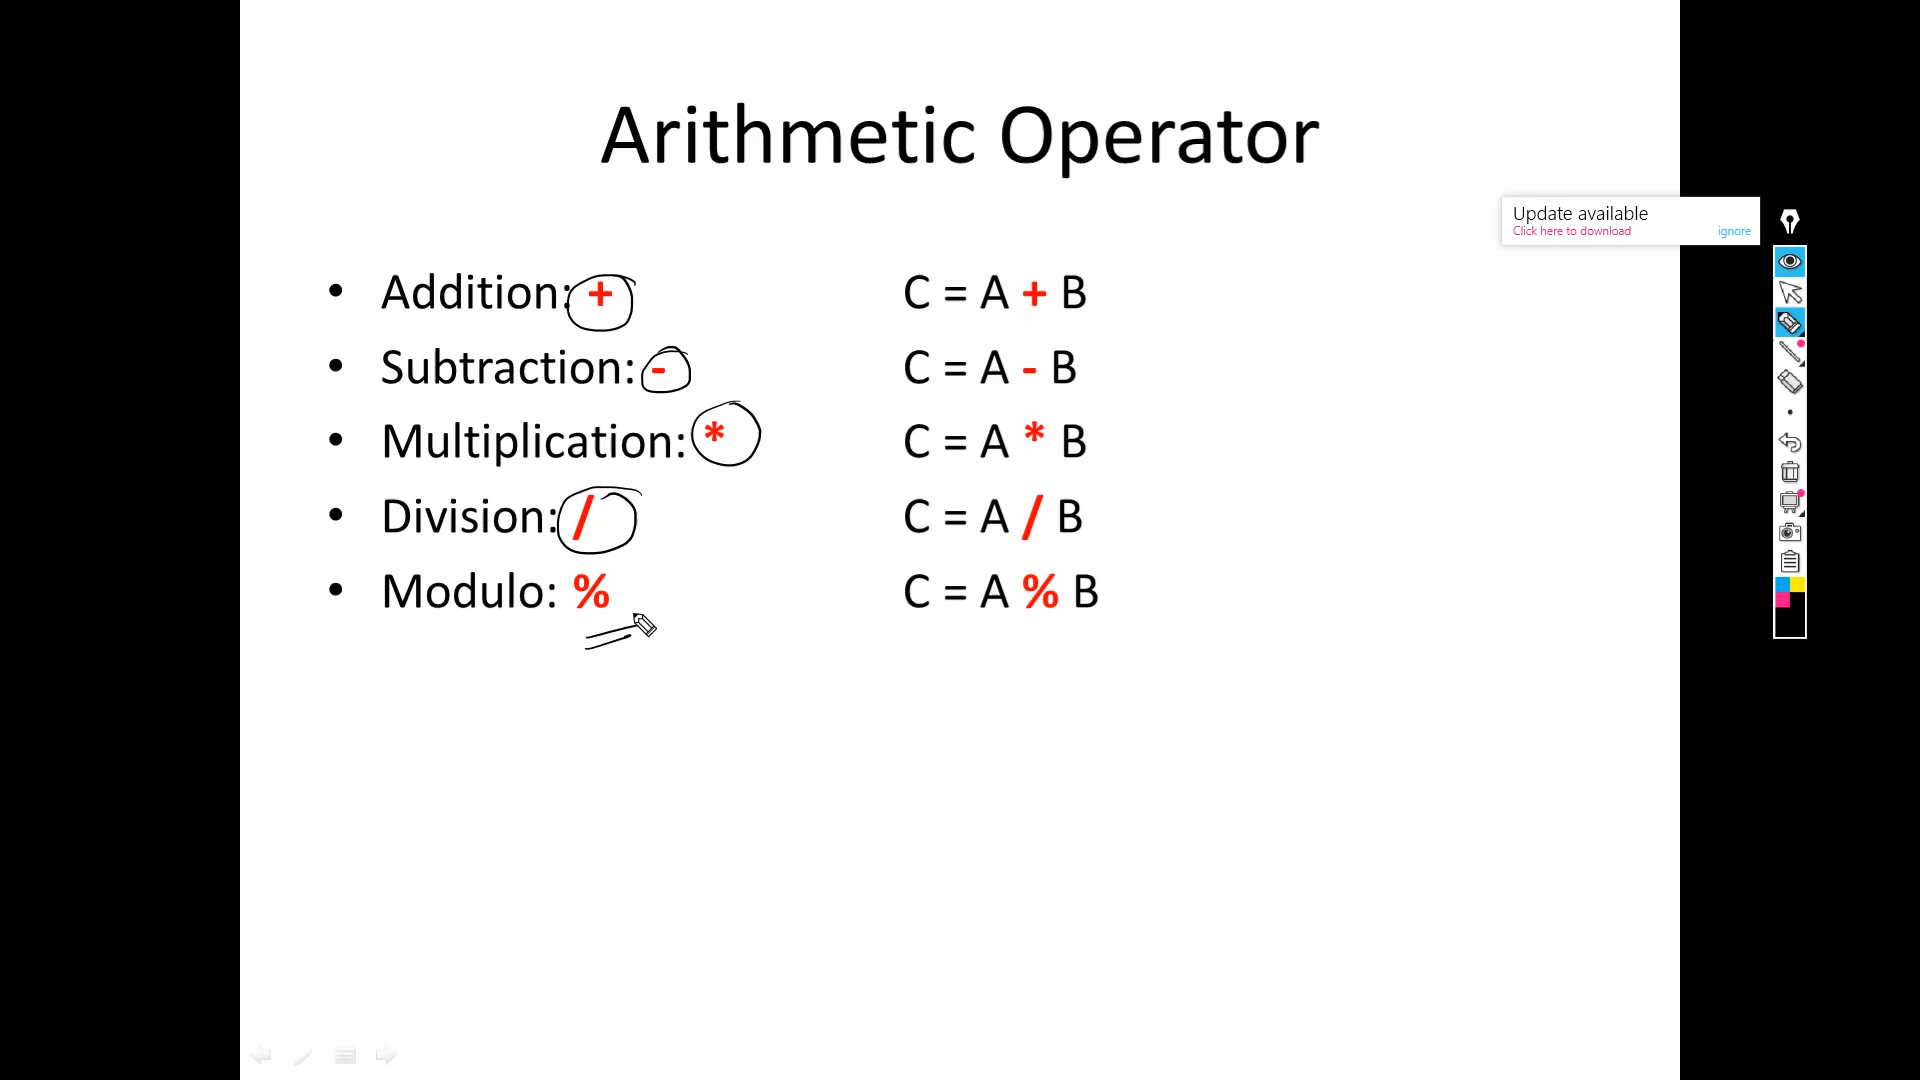 Arithmetic Operator
Update available
Click here to download ignore
• Addition: + C = A + B
• Subtraction: - C = A - B
• Multiplication: * C = A * B
• Division: / C = A / B
• Modulo: % C = A % B